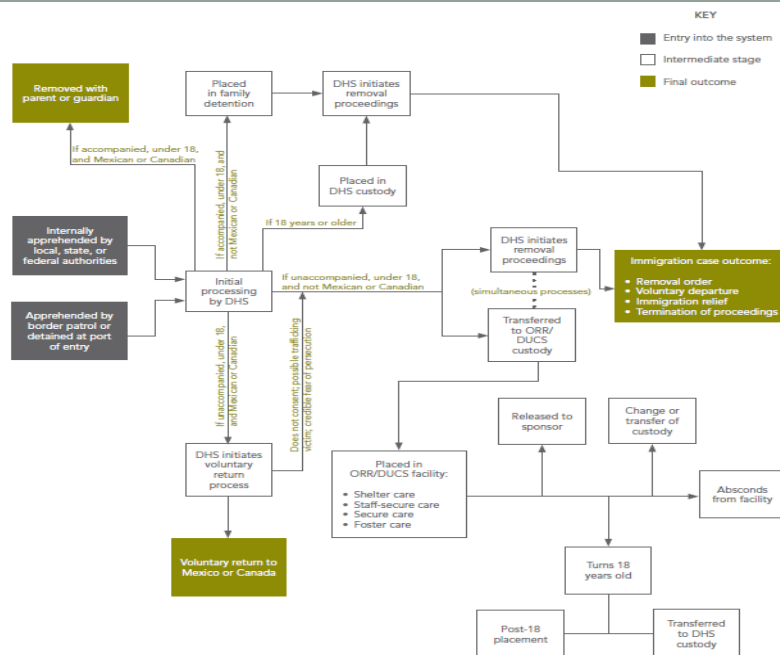 KEY
Entry into the system
Intermediate stage
Final outcome
Removed with
parent or guardian
Placed
in family
detention
DHS initiates
removal
proceedings
If accompanied, under 18,
and Mexican or Canadian
If accompanied, under 18, and
not Mexican or Canadian
Placed in
DHS custody
If 18 years or older
Internally
apprehended by
local, state, or
federal authorities
Apprehended by
border patrol or
detained at port
of entry
Initial
processing
by DHS
If unaccompanied, under 18,
and not Mexican or Canadian
DHS initiates
removal
proceedings
(simultaneous processes)
Transferred
to ORR/
DUCS
custody
Immigration case outcome:
• Removal order
• Voluntary departure
• Immigration relief
• Termination of proceedings
If unaccompanied, under 18,
and Mexican or Canadian
Does not consent; possible trafficking
victim; credible fear of persecution
DHS initiates
voluntary
return
process
Voluntary return to
Mexico or Canada
Placed in
ORR/DUCS facility:
• Shelter care
• Staff-secure care
• Secure care
• Foster care
Released to
sponsor
Change or
transfer of
custody
Absconds
from facility
Turns 18
years old
Post-18
placement
Transferred
to DHS
custody